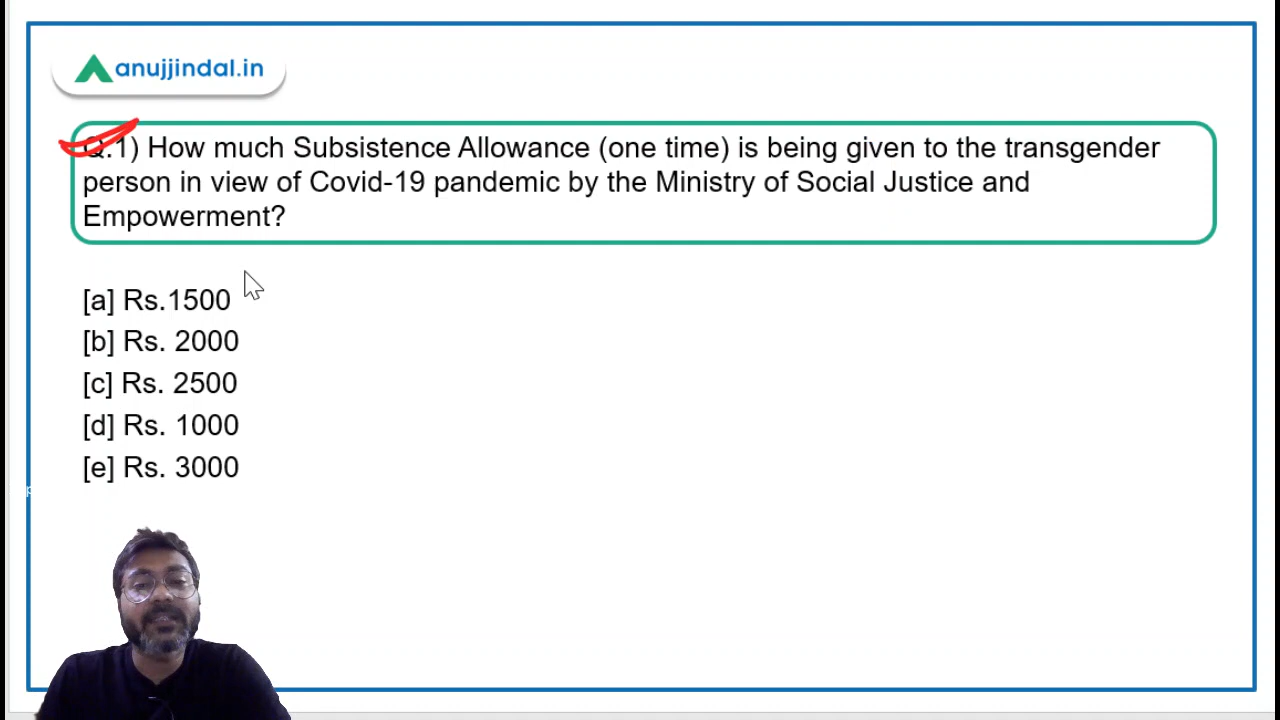 anujjindal.in
Q.1) How much Subsistence Allowance (one time) is being given to the transgender
person in view of Covid-19 pandemic by the Ministry of Social Justice and
Empowerment?
[a] Rs.1500
[b] Rs. 2000
[c] Rs. 2500
[d] Rs. 1000
[e] Rs. 3000